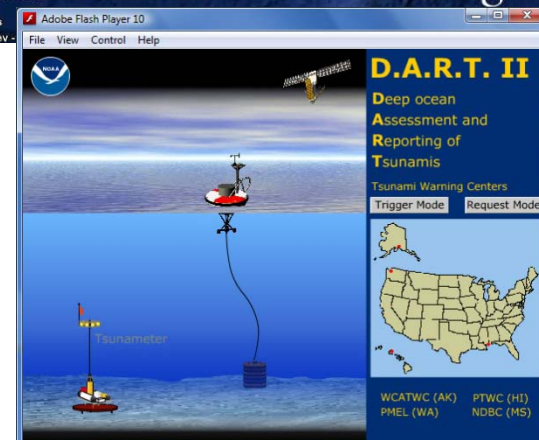 Adobe Flash Player 10
File View Control Help
NOAA
D.A.R.T. II
Deep ocean
Assessment and
Reporting of
Tsunamis
Tsunami Warning Centers
Trigger Mode
Request Mode
Tsunameter
WCATWC (AK) PTWC (HI)
PMEL (WA) NDBC (MS)